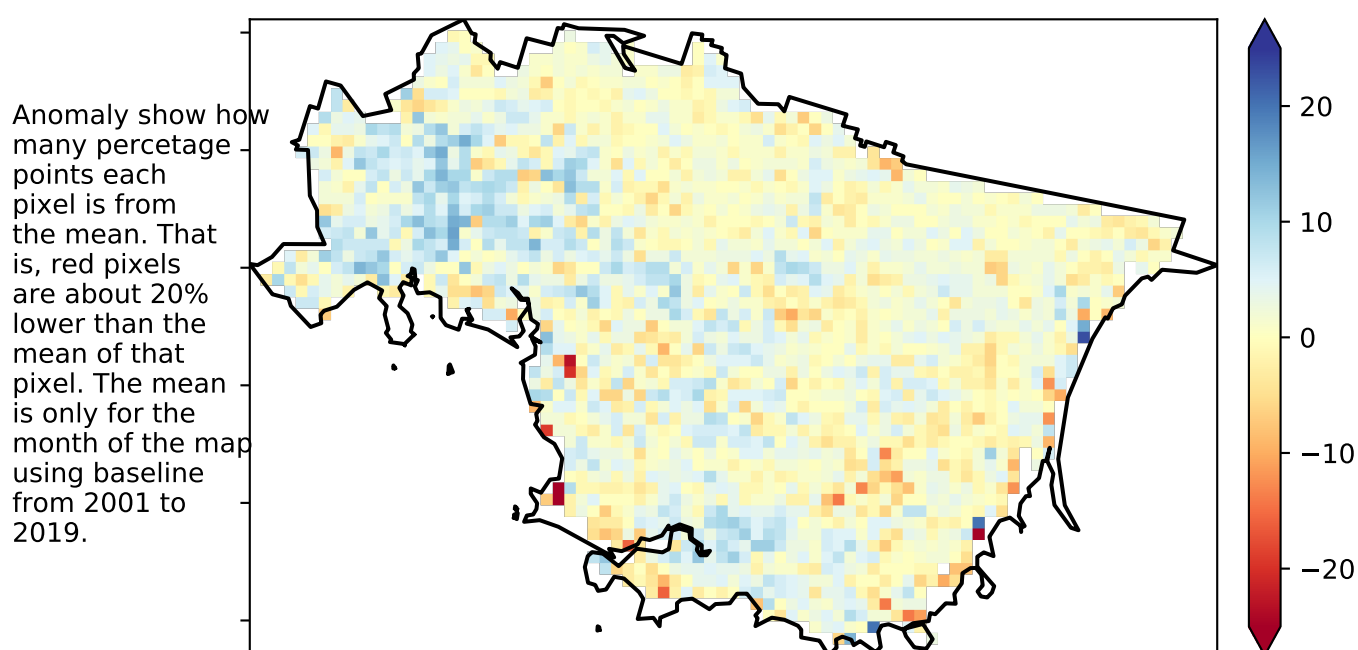 Anomaly show how
many percetage
points each
pixel is from
the mean. That
is, red pixels
are about 20%
lower than the
mean of that
pixel. The mean
is only for the
month of the map
using baseline
from 2001 to
2019.
20
10
0
−10
−20